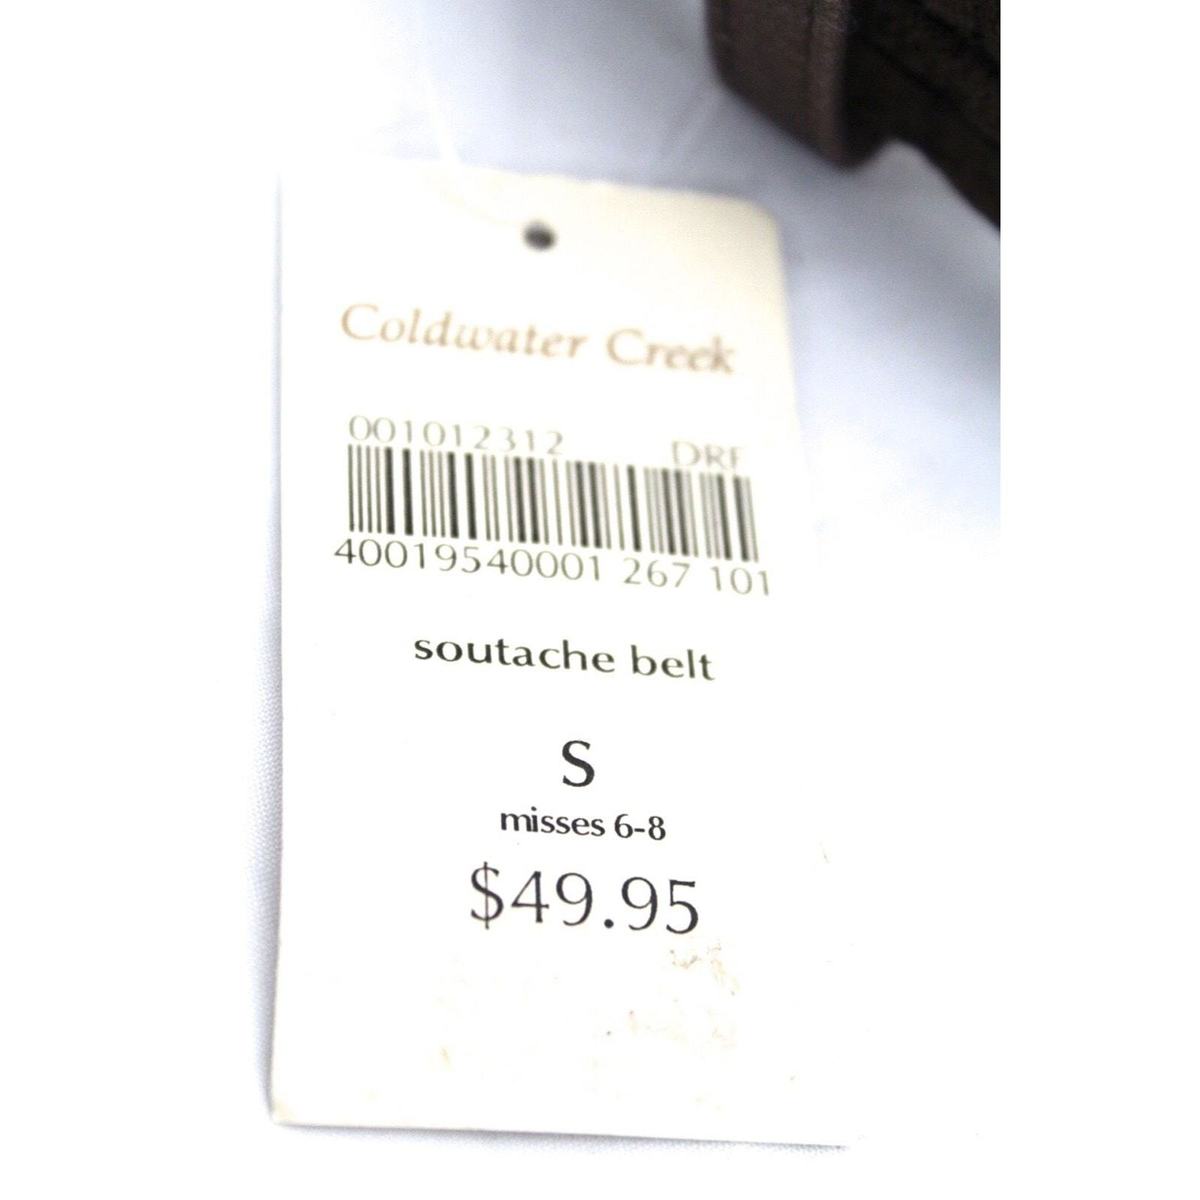 Coldwater Creek
001012312 DRF
40019540001 267 101
soutache belt
S
misses 6-8
$49.95